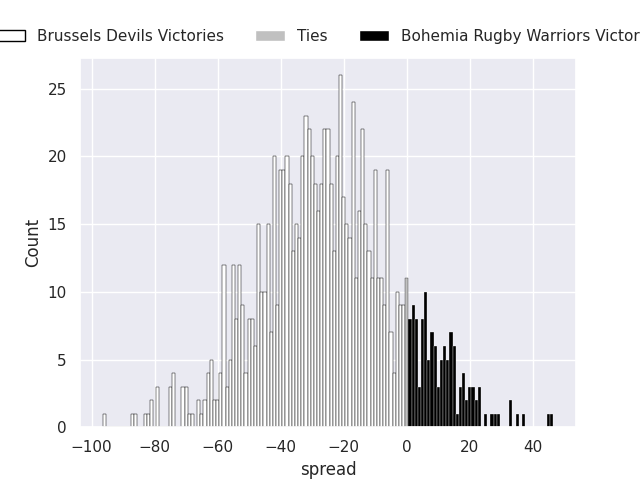 Brussels Devils Victories Ties Bohemia Rugby Warriors Victor
25
20
15
10
5
0
Count
−100 −80 −60 −40 −20 0 20 40
spread